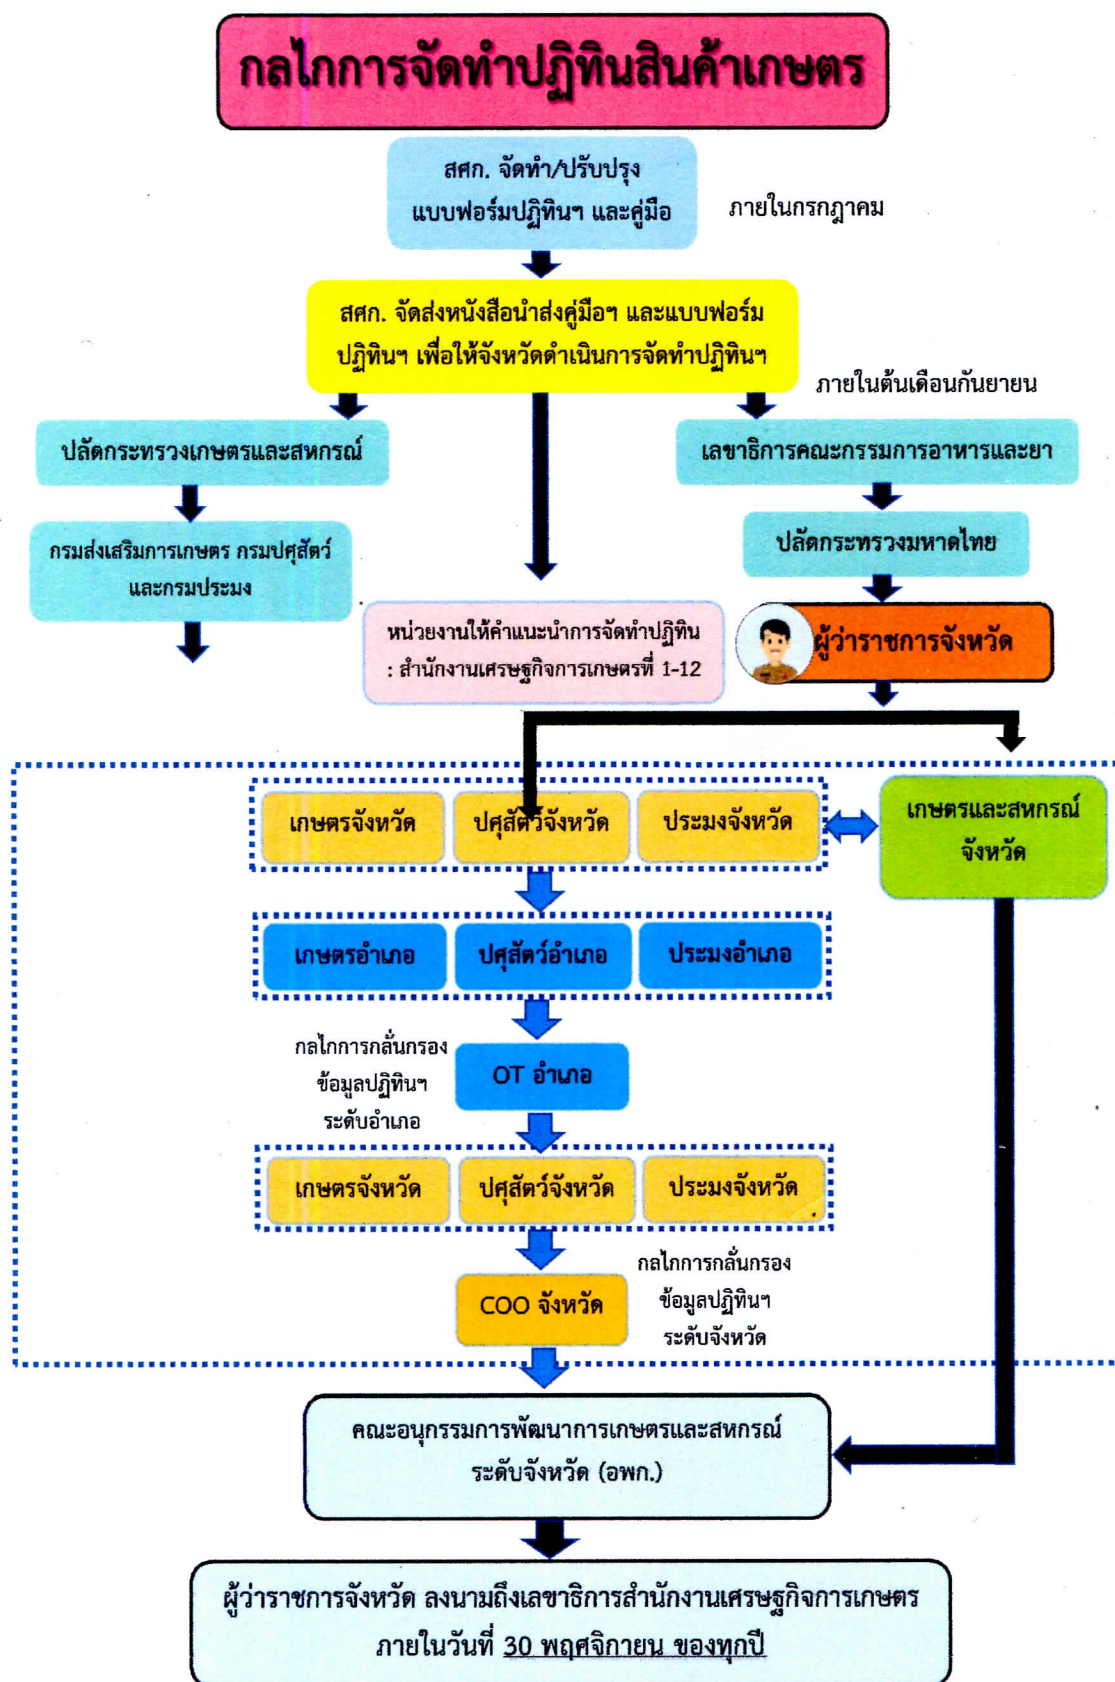 กลไกการจัดทำปฏิทินสินค้าเกษตร
สศก. จัดทำ/ปรับปรุง
แบบฟอร์มปฏิทินฯ และคู่มือ
ภายในกรกฎาคม
สศก. จัดส่งหนังสือนำส่งคู่มือฯ และแบบฟอร์ม
ปฏิทินฯ เพื่อให้จังหวัดดำเนินการจัดทำปฏิทินฯ
ภายในต้นเดือนกันยายน
ปลัดกระทรวงเกษตรและสหกรณ์
เลขาธิการคณะกรรมการอาหารและยา
กรมส่งเสริมการเกษตร กรมปศุสัตว์
และกรมประมง
ปลัดกระทรวงมหาดไทย
หน่วยงานให้คำแนะนำการจัดทำปฏิทิน
: สำนักงานเศรษฐกิจการเกษตรที่ 1-12
ผู้ว่าราชการจังหวัด
เกษตรจังหวัด
ปศุสัตว์จังหวัด
ประมงจังหวัด
เกษตรและสหกรณ์
จังหวัด
เกษตรอำเภอ
ปศุสัตว์อำเภอ
ประมงอำเภอ
กลไกการกลั่นกรอง
ข้อมูลปฏิทินฯ
ระดับอำเภอ
OT อำเภอ
เกษตรจังหวัด
ปศุสัตว์จังหวัด
ประมงจังหวัด
กลไกการกลั่นกรอง
ข้อมูลปฏิทินฯ
ระดับจังหวัด
COO จังหวัด
คณะอนุกรรมการพัฒนาการเกษตรและสหกรณ์
ระดับจังหวัด (อพก.)
ผู้ว่าราชการจังหวัด ลงนามถึงเลขาธิการสำนักงานเศรษฐกิจการเกษตร
ภายในวันที่ 30 พฤศจิกายน ของทุกปี